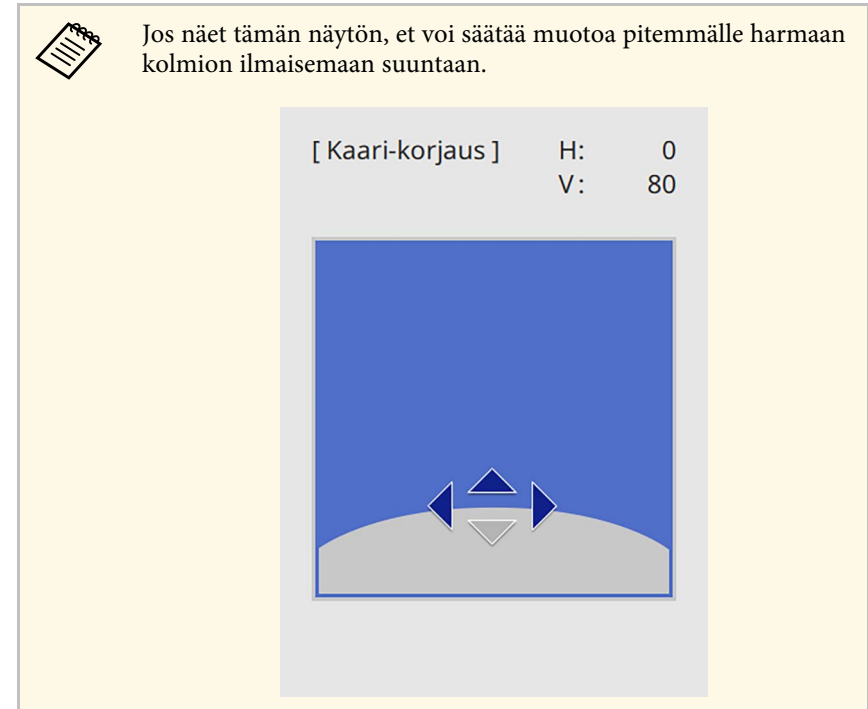 Jos näet tämän näytön, et voi säätää muotoa pitemmälle harmaan
kolmion ilmaisemaan suuntaan.
[ Kaari-korjaus ] H: 0
V: 80